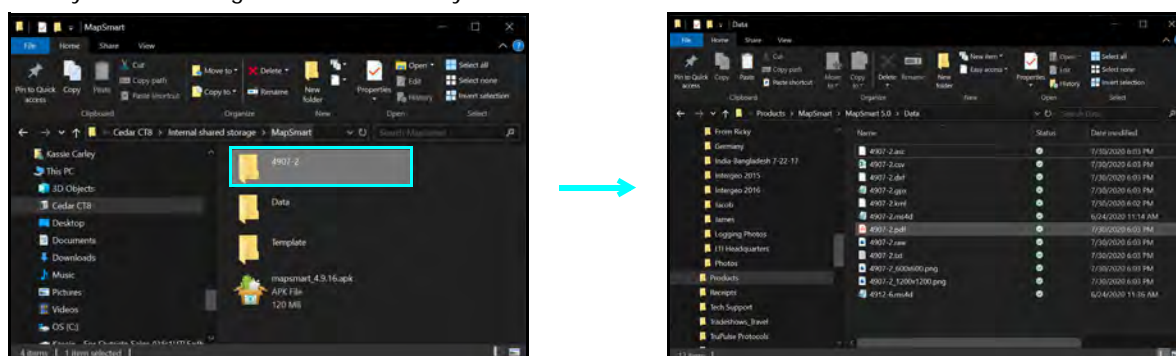 MapSmart
File Home Share View
Pin to Quick access
Copy
Paste
Cut
Copy path
Paste shortcut
Move to
Copy to
Delete
Rename
New folder
Properties
Open
Edit
History
Select all
Select none
Invert selection
Clipboard Organize New Open Select
Cedar CT8 > Internal shared storage > MapSmart
Search MapSmart
Kassie Carley
This PC
3D Objects
Cedar CT8
Desktop
Documents
Downloads
Music
Pictures
Videos
OS (C:)
4907-2
Data
Template
mapsmart_4.9.16.apk
APK File
120 MB
4 items 1 item selected
Data
File Home Share View
Pin to Quick access
Copy
Paste
Cut
Copy path
Paste shortcut
Move to
Copy to
Delete
Rename
New folder
New item
Easy access
Properties
Open
Edit
History
Select all
Select none
Invert selection
Clipboard Organize New Open Select
Products > MapSmart > MapSmart 5.0 > Data
From Ricky
Germany
India-Bangladesh 7-22-17
Intergeo 2015
Intergeo 2016
Jacob
James
Logging Photos
LTI Headquarters
Photos
Products
Receipts
Tech Support
Tradeshows_Travel
TruPulse Protocols
Name Status Date modified
4907-2.asc 7/30/2020 6:03 PM
4907-2.csv 7/30/2020 6:03 PM
4907-2.dxf 7/30/2020 6:03 PM
4907-2.gpx 7/30/2020 6:03 PM
4907-2.kml 7/30/2020 6:02 PM
4907-2.ms4d 6/24/2020 11:14 AM
4907-2.pdf 7/30/2020 6:03 PM
4907-2.raw 7/30/2020 6:03 PM
4907-2.txt 7/30/2020 6:03 PM
4907-2_600x600.png 7/30/2020 6:03 PM
4907-2_1200x1200.png 7/30/2020 6:03 PM
4912-6.ms4d 6/24/2020 11:36 AM